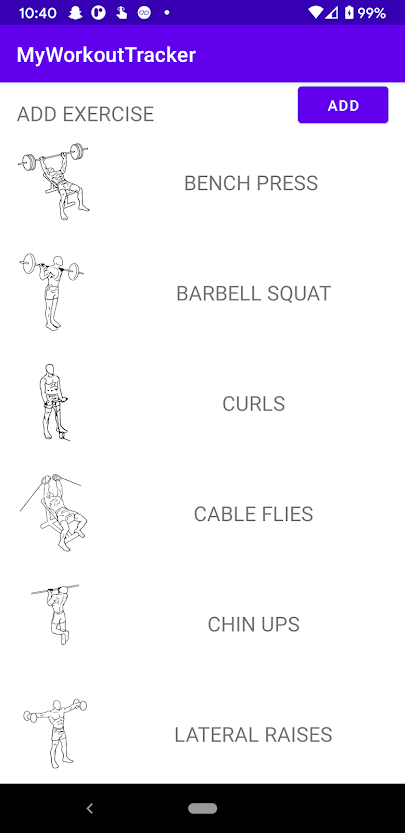 10:40 99%
MyWorkoutTracker
ADD EXERCISE ADD
BENCH PRESS
BARBELL SQUAT
CURLS
CABLE FLIES
CHIN UPS
LATERAL RAISES